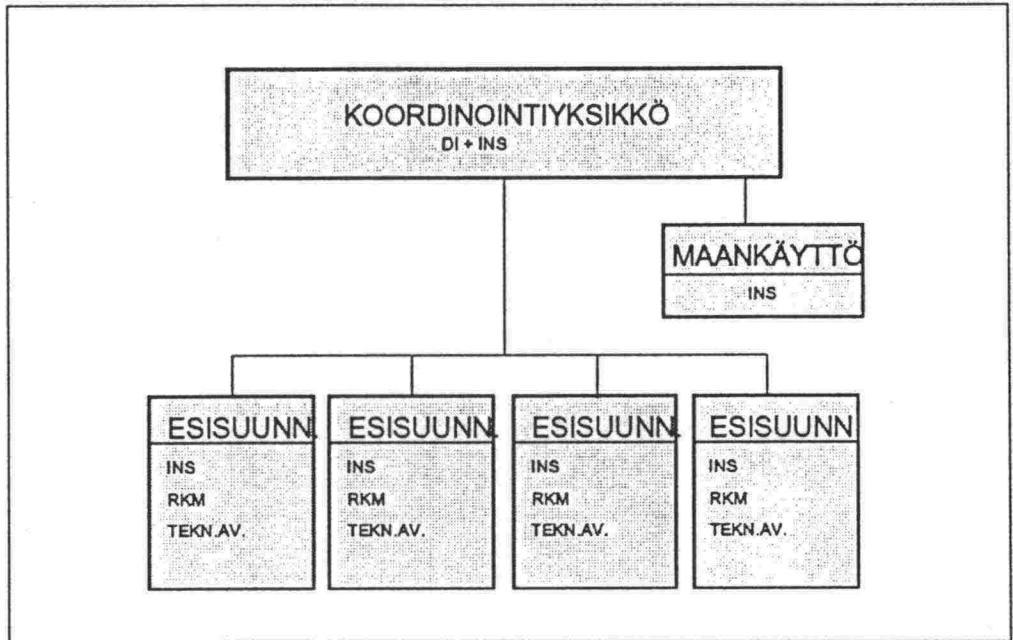 KOORDINOINTIYKSIKKÖ
DI + INS
MAANKÄYTTÖ
INS
ESISUUNN.
INS
RKM
TEKN.AV.
ESISUUNN.
INS
RKM
TEKN.AV.
ESISUUNN.
INS
RKM
TEKN.AV.
ESISUUNN
INS
RKM
TEKN.AV.